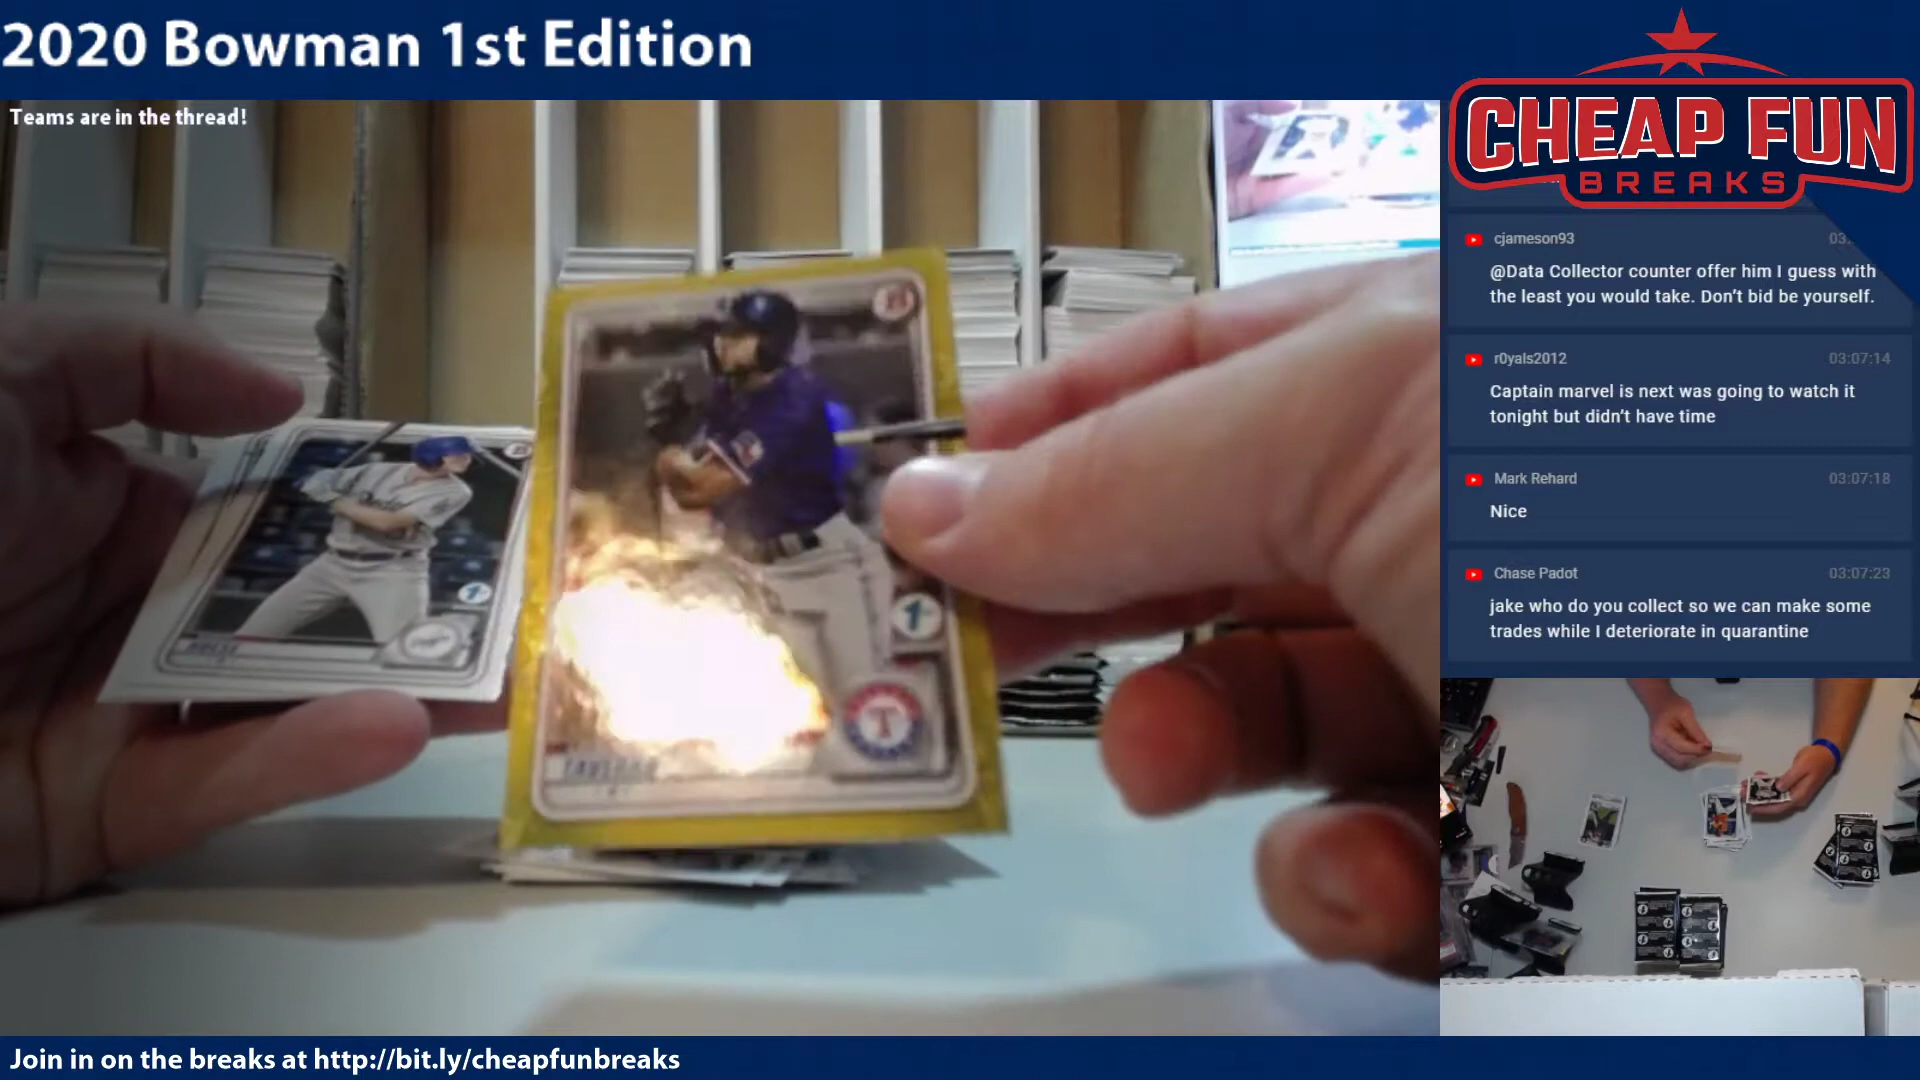 2020 Bowman 1st Edition
Teams are in the thread!
CHEAP FUN
BREAKS
cjameson93
@Data Collector counter offer him I guess with
the least you would take. Don't bid be yourself.
r0yals2012 03:07:14
Captain marvel is next was going to watch it
tonight but didn't have time
Mark Rehard 03:07:18
Nice
Chase Padot 03:07:23
jake who do you collect so we can make some
trades while I deteriorate in quarantine
1st
T
Join in on the breaks at http://bit.ly/cheapfunbreaks